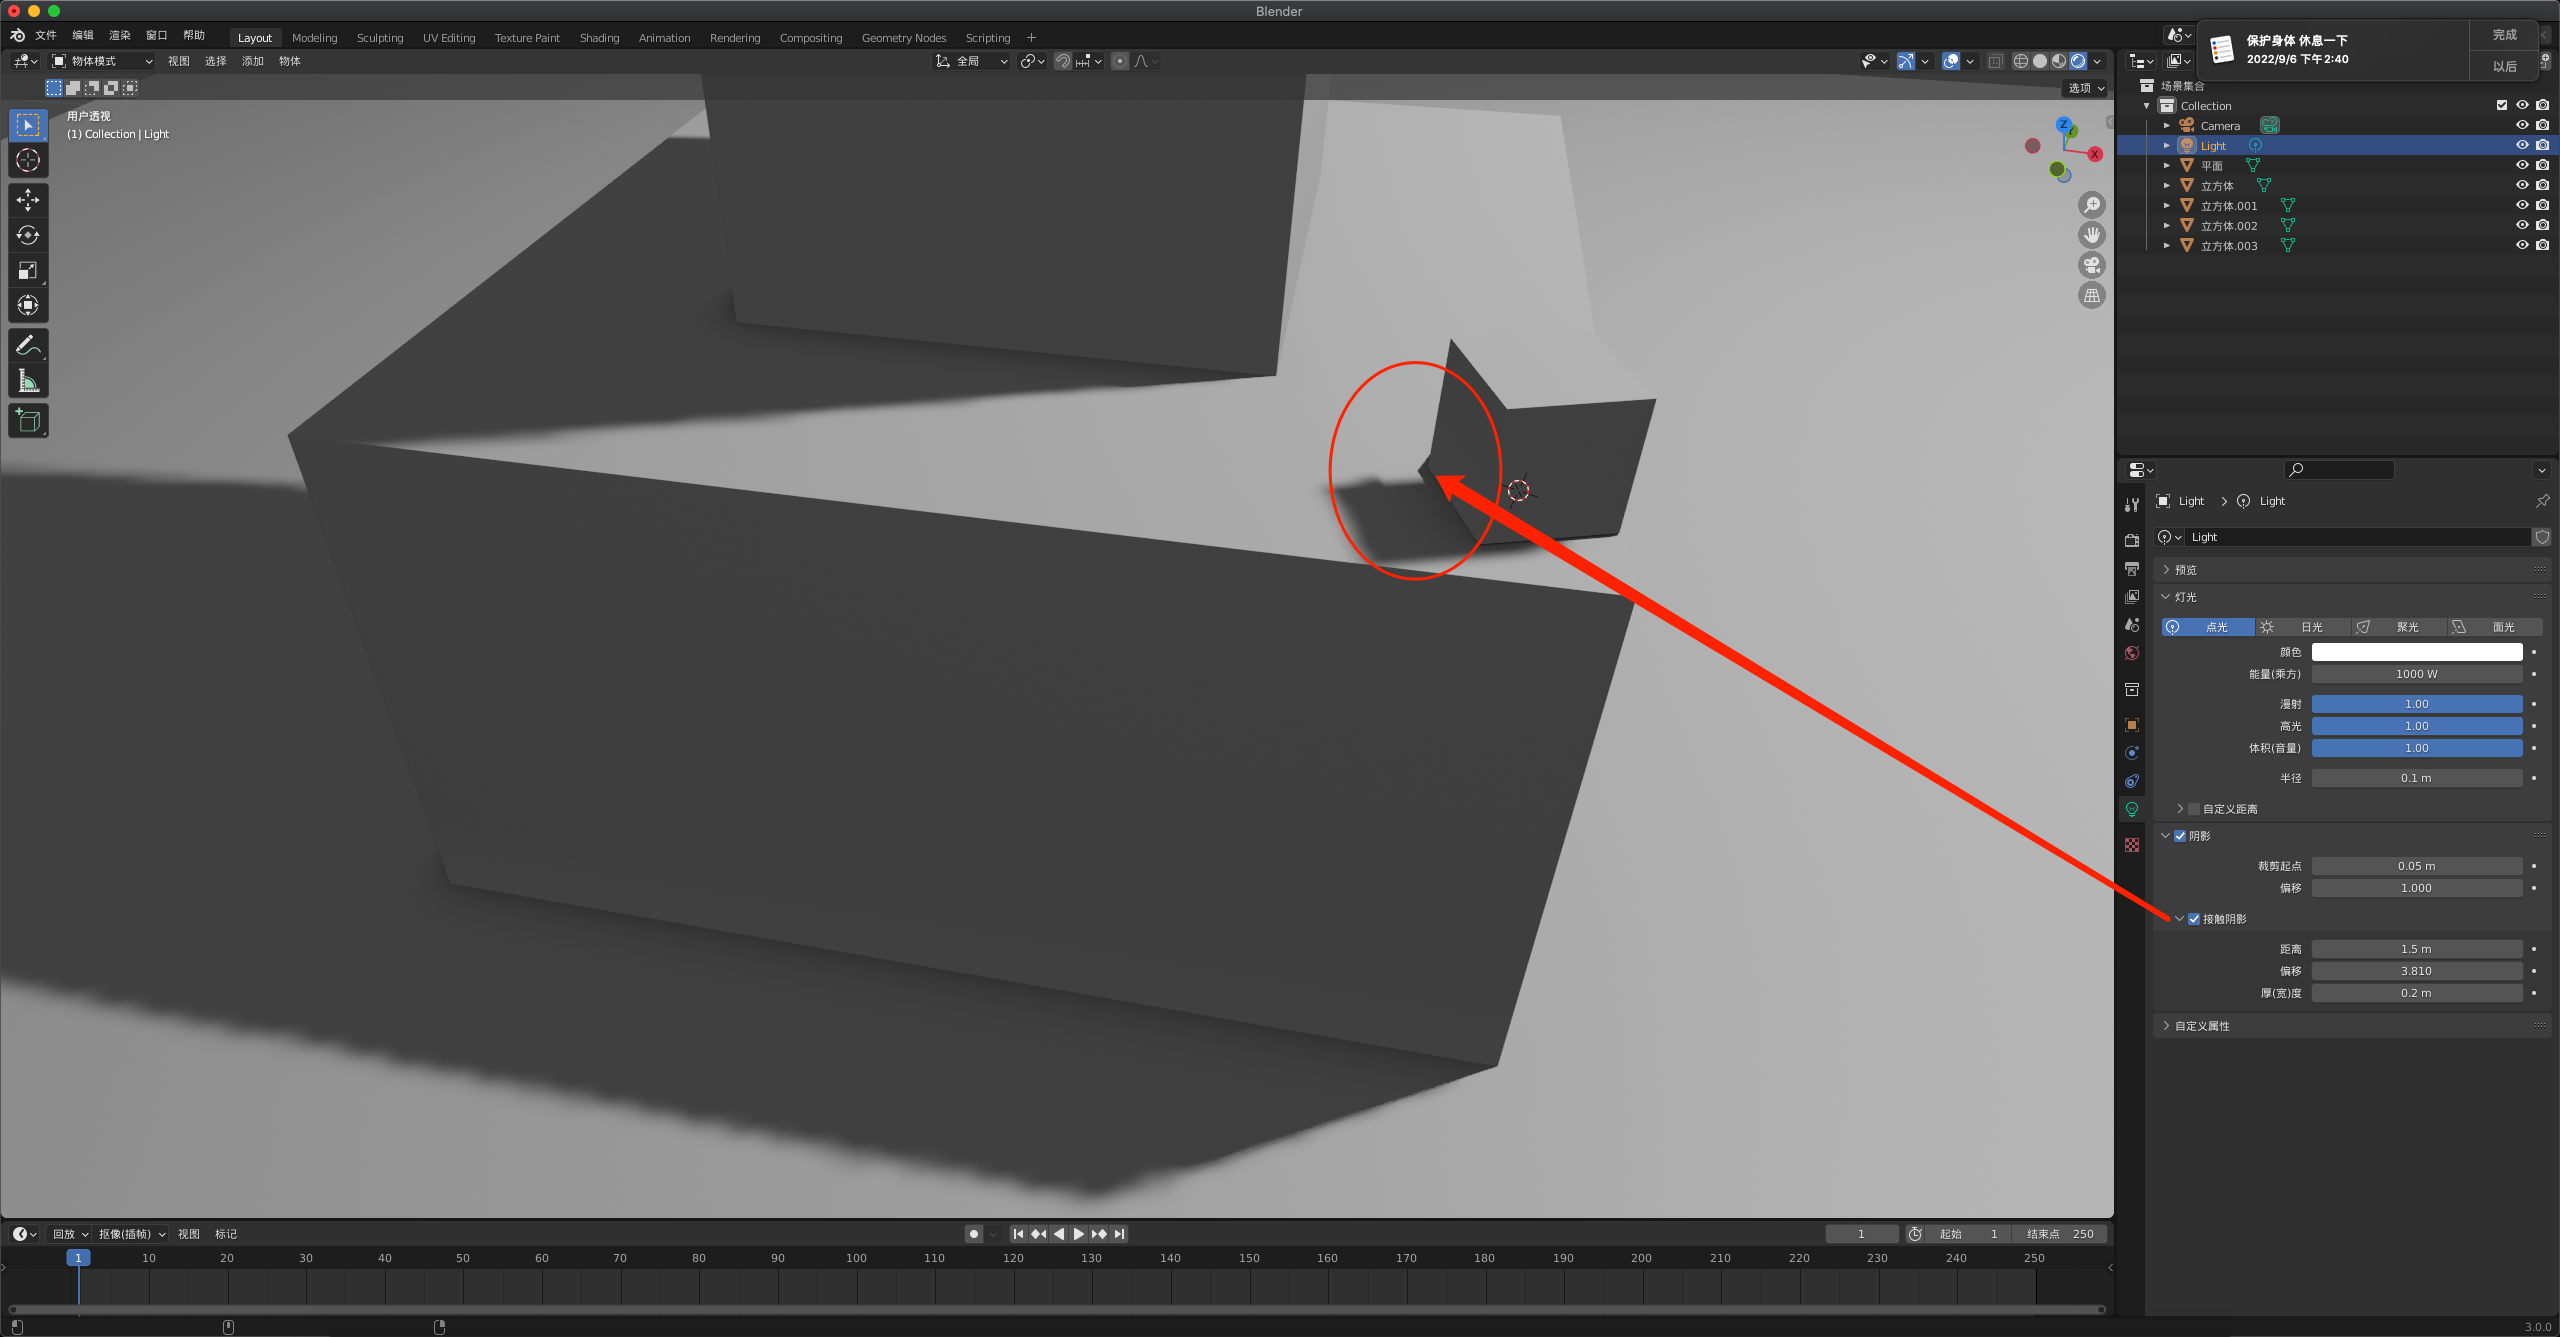 Blender
文件 编辑 渲染 窗口 帮助 Layout Modeling Sculpting UV Editing Texture Paint Shading Animation Rendering Compositing Geometry Nodes Scripting +
保护身体 休息一下
2022/9/6 下午2:40
完成
以后
物体模式 视图 选择 添加 物体 全局
选项
用户透视
(1) Collection | Light
Z
X
场景集合
Collection
Camera
Light
平面
立方体
立方体.001
立方体.002
立方体.003
Light > Light
Light
预览
灯光
点光 日光 聚光 面光
颜色
能量(乘方) 1000 W
漫射 1.00
高光 1.00
体积(音量) 1.00
半径 0.1 m
自定义距离
阴影
裁剪起点 0.05 m
偏移 1.000
接触阴影
距离 1.5 m
偏移 3.810
厚(宽)度 0.2 m
自定义属性
回放 抠像(插帧) 视图 标记 1 起始 1 结束点 250
1 10 20 30 40 50 60 70 80 90 100 110 120 130 140 150 160 170 180 190 200 210 220 230 240 250
3.0.0